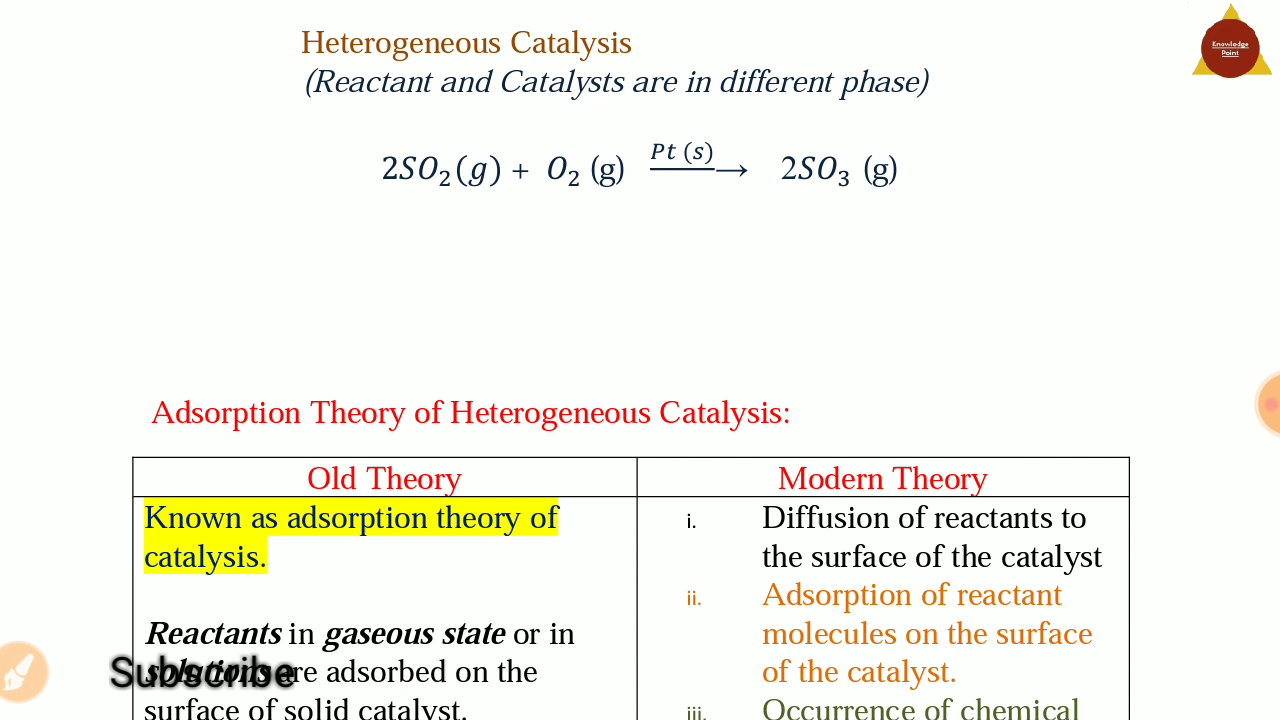 Heterogeneous Catalysis
(Reactant and Catalysts are in different phase)
Knowledge
Point
2SO₂(g) + O₂ (g) Pt (s) → 2SO₃ (g)
Adsorption Theory of Heterogeneous Catalysis:
Old Theory
Modern Theory
Known as adsorption theory of
catalysis.
Reactants in gaseous state or in
solutions are adsorbed on the
surface of solid catalyst.
i. Diffusion of reactants to
the surface of the catalyst
ii. Adsorption of reactant
molecules on the surface
of the catalyst.
iii. Occurrence of chemical
Subscribe